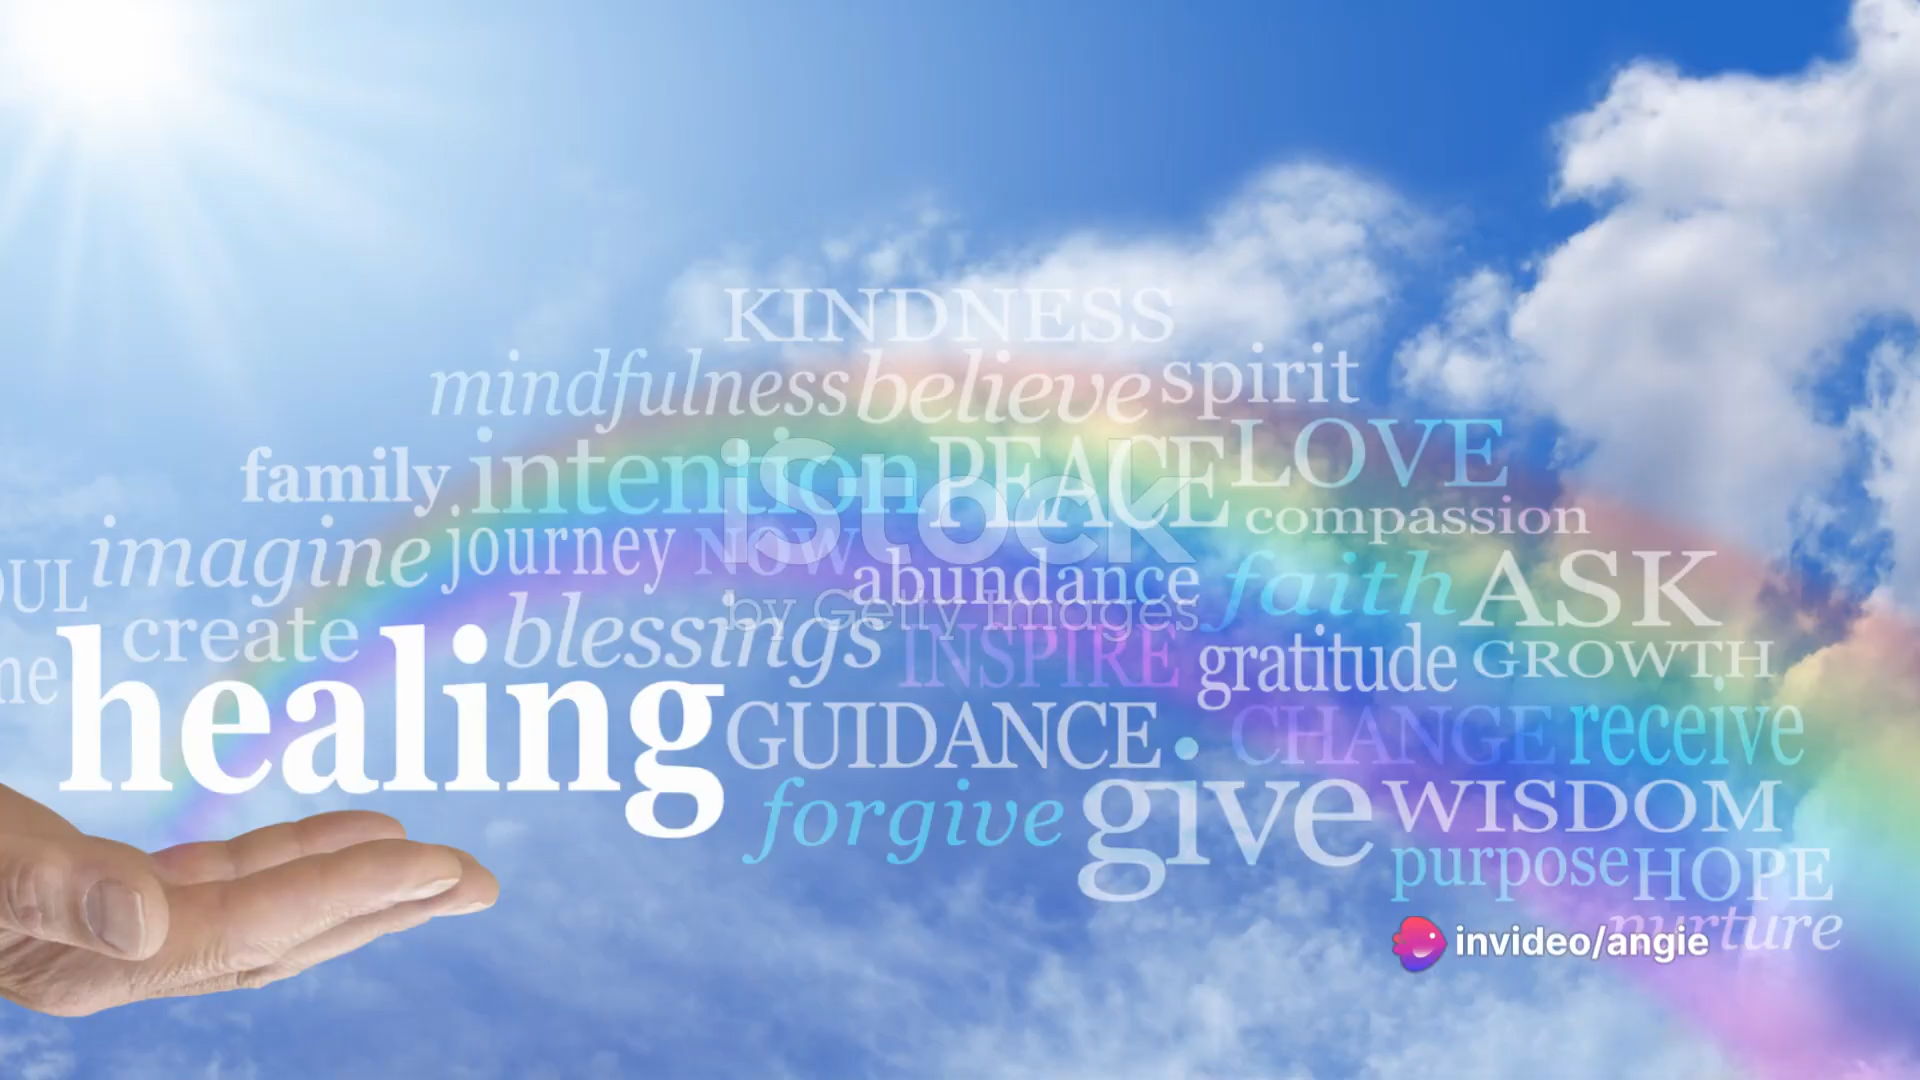 KINDNESS
mindfulness believe spirit
family intention PEACE LOVE
iStock
compassion
imagine journey NOW
abundance faith ASK
by Getty Images
create blessings INSPIRE gratitude GROWTH
healing GUIDANCE CHANGE receive
forgive give WISDOM
purpose HOPE
nurture
invideo/angie